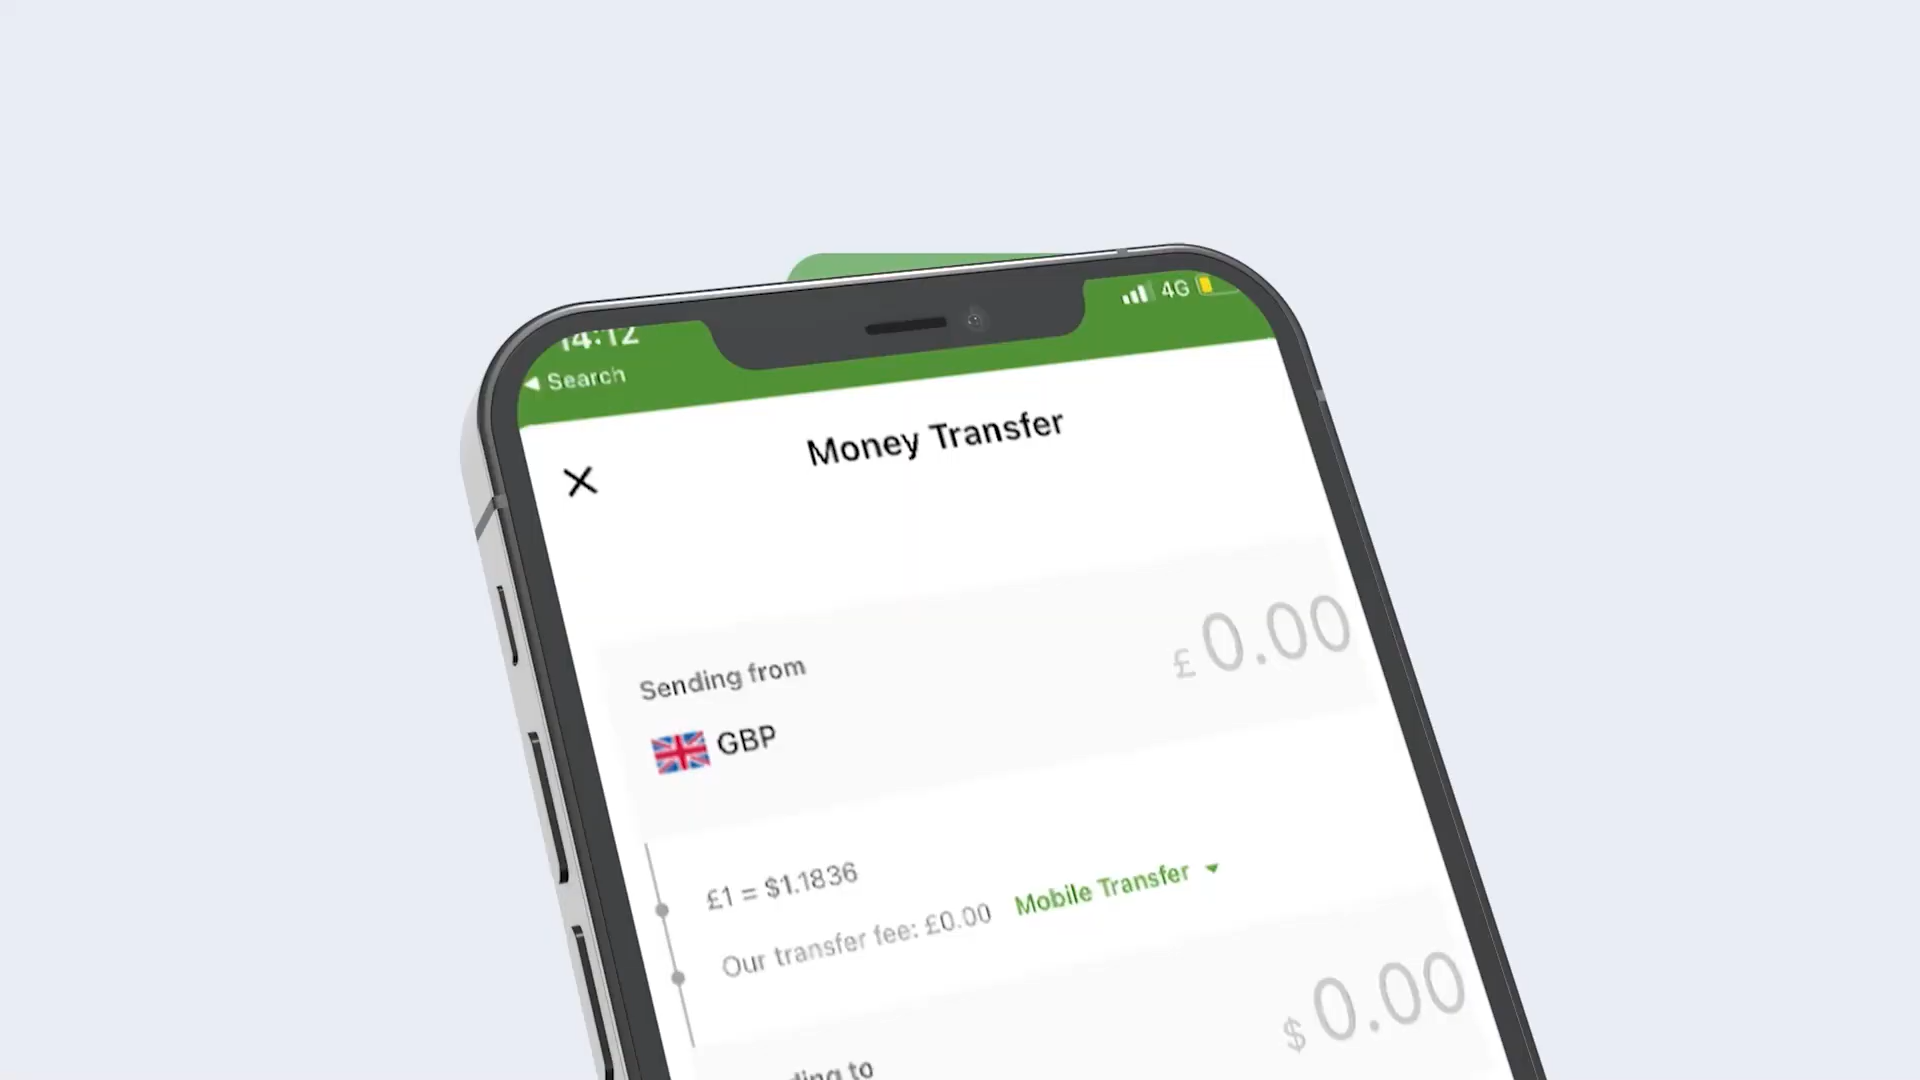 14:12
4G
Search
Money Transfer
Sending from
£0.00
GBP
£1 = $1.1836
Our transfer fee: £0.00 Mobile Transfer
$0.00
to